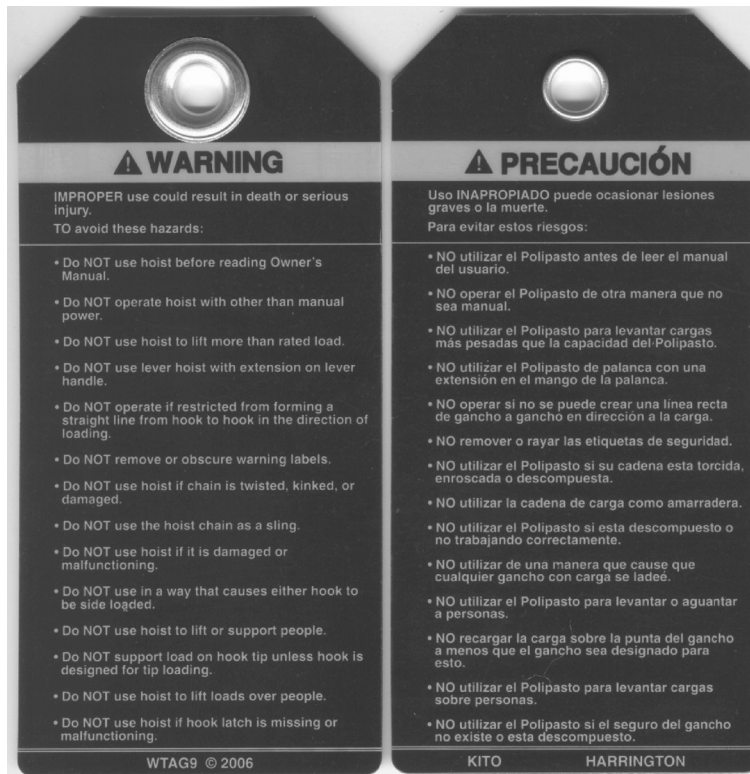 WARNING
IMPROPER use could result in death or serious
injury.
TO avoid these hazards:
• Do NOT use hoist before reading Owner's
Manual.
• Do NOT operate hoist with other than manual
power.
• Do NOT use hoist to lift more than rated load.
• Do NOT use lever hoist with extension on lever
handle.
• Do NOT operate if restricted from forming a
straight line from hook to hook in the direction of
loading.
• Do NOT remove or obscure warning labels.
• Do NOT use hoist if chain is twisted, kinked, or
damaged.
• Do NOT use the hoist chain as a sling.
• Do NOT use hoist if it is damaged or
malfunctioning.
• Do NOT use in a way that causes either hook to
be side loaded.
• Do NOT use hoist to lift or support people.
• Do NOT support load on hook tip unless hook is
designed for tip loading.
• Do NOT use hoist to lift loads over people.
• Do NOT use hoist if hook latch is missing or
malfunctioning.
WTAG9 © 2006
PRECAUCIÓN
Uso INAPROPIADO puede ocasionar lesiones
graves o la muerte.
Para evitar estos riesgos:
• NO utilizar el Polipasto antes de leer el manual
del usuario.
• NO operar el Polipasto de otra manera que no
sea manual.
• NO utilizar el Polipasto para levantar cargas
más pesadas que la capacidad del Polipasto.
• NO utilizar el Polipasto de palanca con una
extensión en el mango de la palanca.
• NO operar si no se puede crear una línea recta
de gancho a gancho en dirección a la carga.
• NO remover o rayar las etiquetas de seguridad.
• NO utilizar el Polipasto si su cadena esta torcida,
enroscada o descompuesta.
• NO utilizar la cadena de carga como amarradera.
• NO utilizar el Polipasto si esta descompuesto o
no trabajando correctamente.
• NO utilizar de una manera que cause que
cualquier gancho con carga se ladeé.
• NO utilizar el Polipasto para levantar o aguantar
a personas.
• NO recargar la carga sobre la punta del gancho
a menos que el gancho sea designado para
esto.
• NO utilizar el Polipasto para levantar cargas
sobre personas.
• NO utilizar el Polipasto si el seguro del gancho
no existe o esta descompuesto.
KITO HARRINGTON